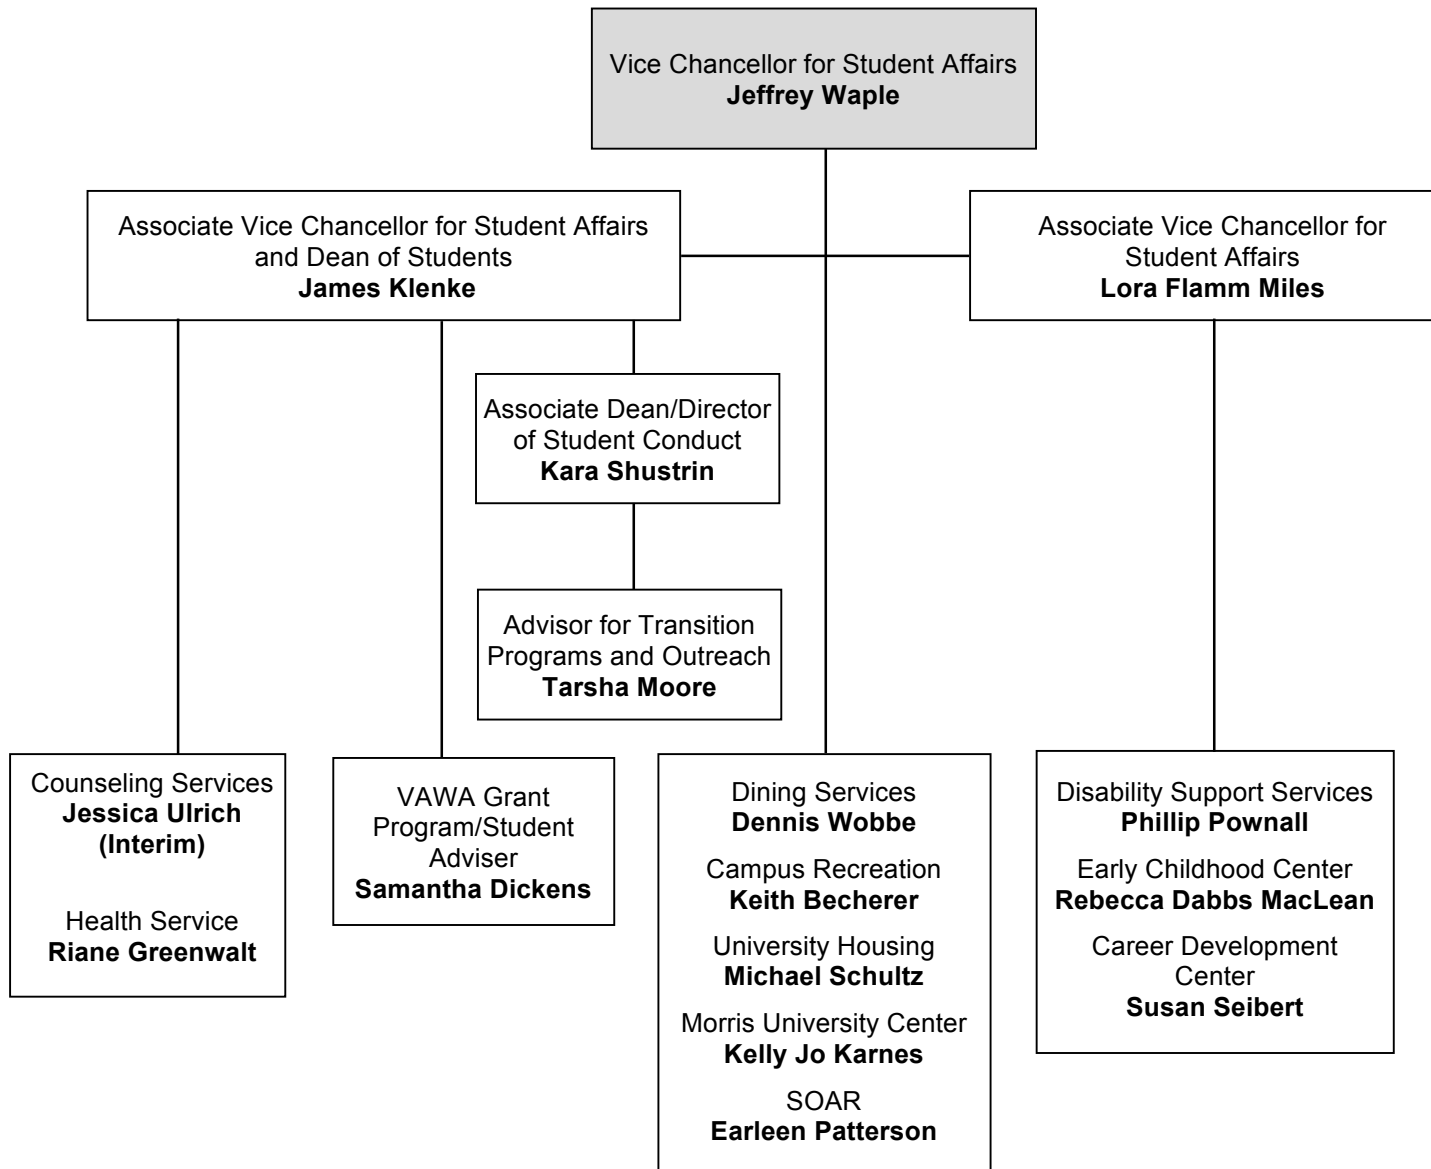 Vice Chancellor for Student Affairs
Jeffrey Waple
Associate Vice Chancellor for Student Affairs
and Dean of Students
James Klenke
Associate Vice Chancellor for
Student Affairs
Lora Flamm Miles
Associate Dean/Director
of Student Conduct
Kara Shustrin
Advisor for Transition
Programs and Outreach
Tarsha Moore
Counseling Services
Jessica Ulrich
(Interim)
Health Service
Riane Greenwalt
VAWA Grant
Program/Student
Adviser
Samantha Dickens
Dining Services
Dennis Wobbe
Campus Recreation
Keith Becherer
University Housing
Michael Schultz
Morris University Center
Kelly Jo Karnes
SOAR
Earleen Patterson
Disability Support Services
Phillip Pownall
Early Childhood Center
Rebecca Dabbs MacLean
Career Development
Center
Susan Seibert